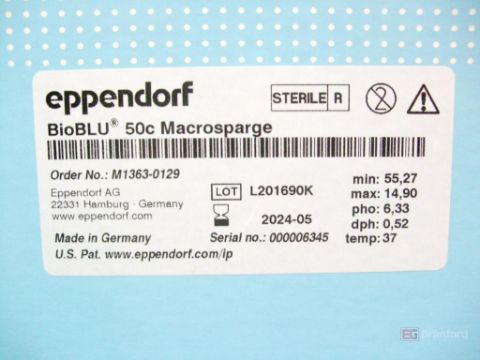 eppendorf
STERILE R
BioBLU® 50c Macrosparge
Order No.: M1363-0129
Eppendorf AG
22331 Hamburg · Germany
www.eppendorf.com
LOT L201690K
2024-05
min: 55,27
max: 14,90
pho: 6,33
dph: 0,52
temp: 37
Made in Germany
Serial no.: 000006345
U.S. Pat. www.eppendorf.com/ip
EG Branford